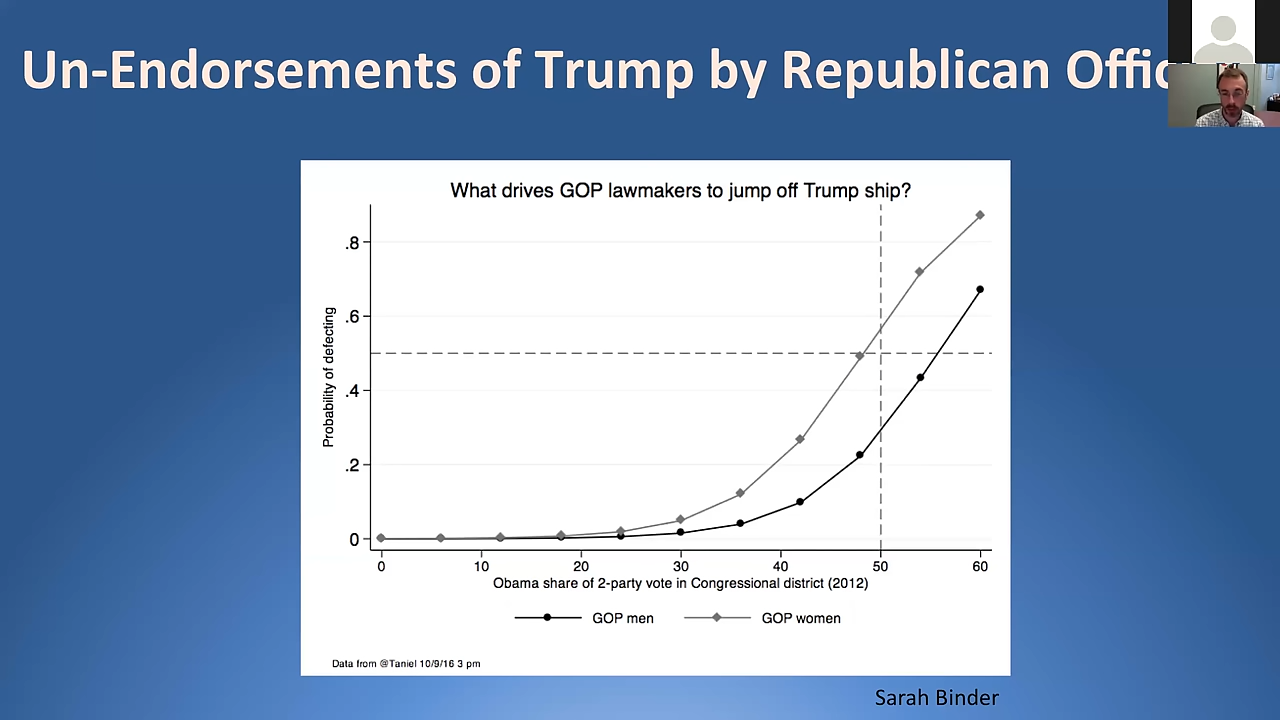 Un-Endorsements of Trump by Republican Offic
What drives GOP lawmakers to jump off Trump ship?
Probability of defecting
.8
.6
.4
.2
0
0 10 20 30 40 50 60
Obama share of 2-party vote in Congressional district (2012)
GOP men GOP women
Data from @Taniel 10/9/16 3 pm
Sarah Binder